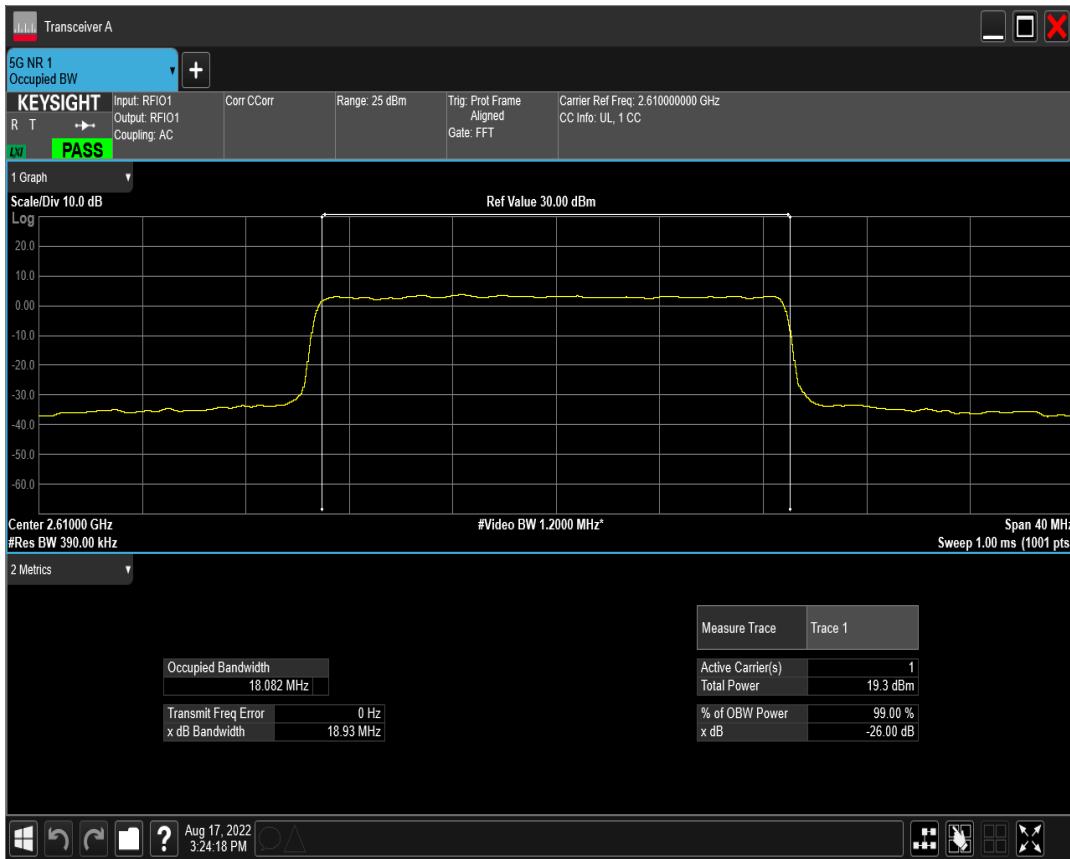 Transceiver A
5G NR 1
Occupied BW
+
KEYSIGHT
R T
LXI
PASS
Input: RFIO1
Output: RFIO1
Coupling: AC
Corr CCorr
Range: 25 dBm
Trig: Prot Frame
Aligned
Gate: FFT
Carrier Ref Freq: 2.610000000 GHz
CC Info: UL, 1 CC
1 Graph
Scale/Div 10.0 dB
Ref Value 30.00 dBm
Log
20.0
10.0
0.00
-10.0
-20.0
-30.0
-40.0
-50.0
-60.0
Center 2.61000 GHz
#Video BW 1.2000 MHz*
Span 40 MHz
#Res BW 390.00 kHz
Sweep 1.00 ms (1001 pts
2 Metrics
Measure Trace Trace 1
Occupied Bandwidth
18.082 MHz
Active Carrier(s) 1
Total Power 19.3 dBm
Transmit Freq Error 0 Hz
x dB Bandwidth 18.93 MHz
% of OBW Power 99.00 %
x dB -26.00 dB
?
Aug 17, 2022
3:24:18 PM